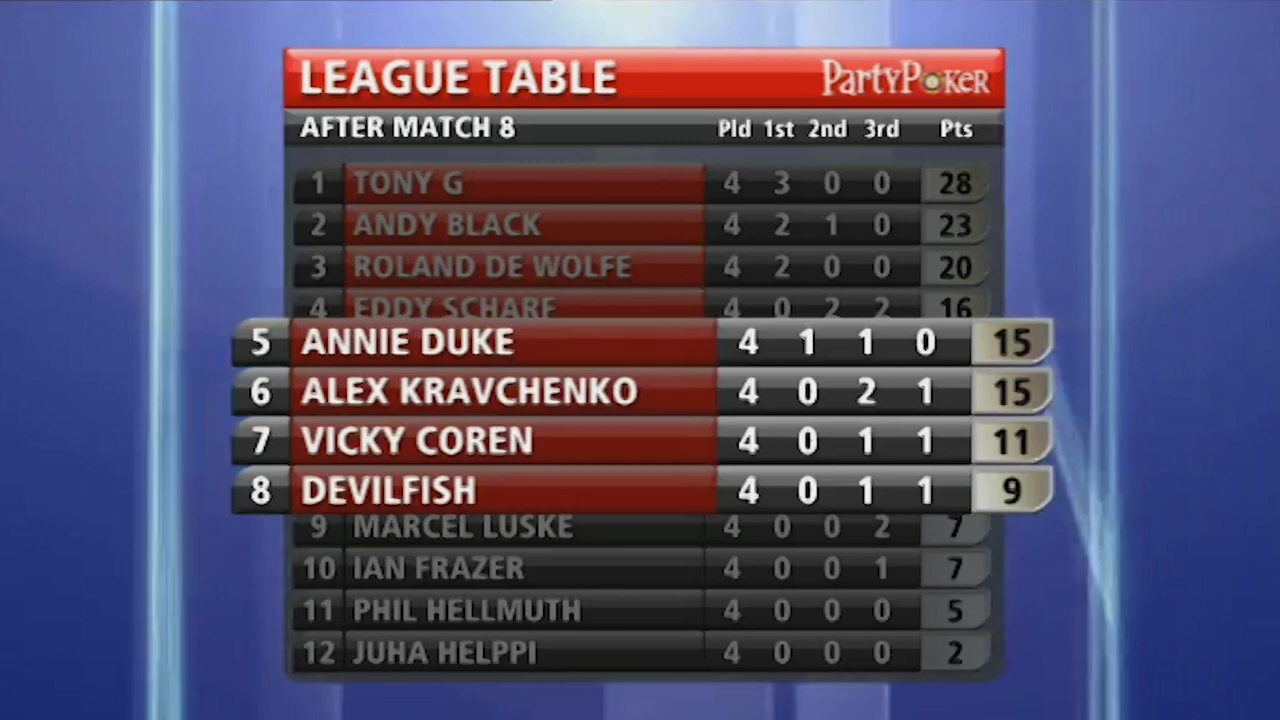 LEAGUE TABLE PartyPoker
AFTER MATCH 8 Pld 1st 2nd 3rd Pts
1 TONY G 4 3 0 0 28
2 ANDY BLACK 4 2 1 0 23
3 ROLAND DE WOLFE 4 2 0 0 20
4 EDDY SCHARF 4 0 2 2 16
5 ANNIE DUKE 4 1 1 0 15
6 ALEX KRAVCHENKO 4 0 2 1 15
7 VICKY COREN 4 0 1 1 11
8 DEVILFISH 4 0 1 1 9
9 MARCEL LUSKE 4 0 0 2 7
10 IAN FRAZER 4 0 0 1 7
11 PHIL HELLMUTH 4 0 0 0 5
12 JUHA HELPPI 4 0 0 0 2